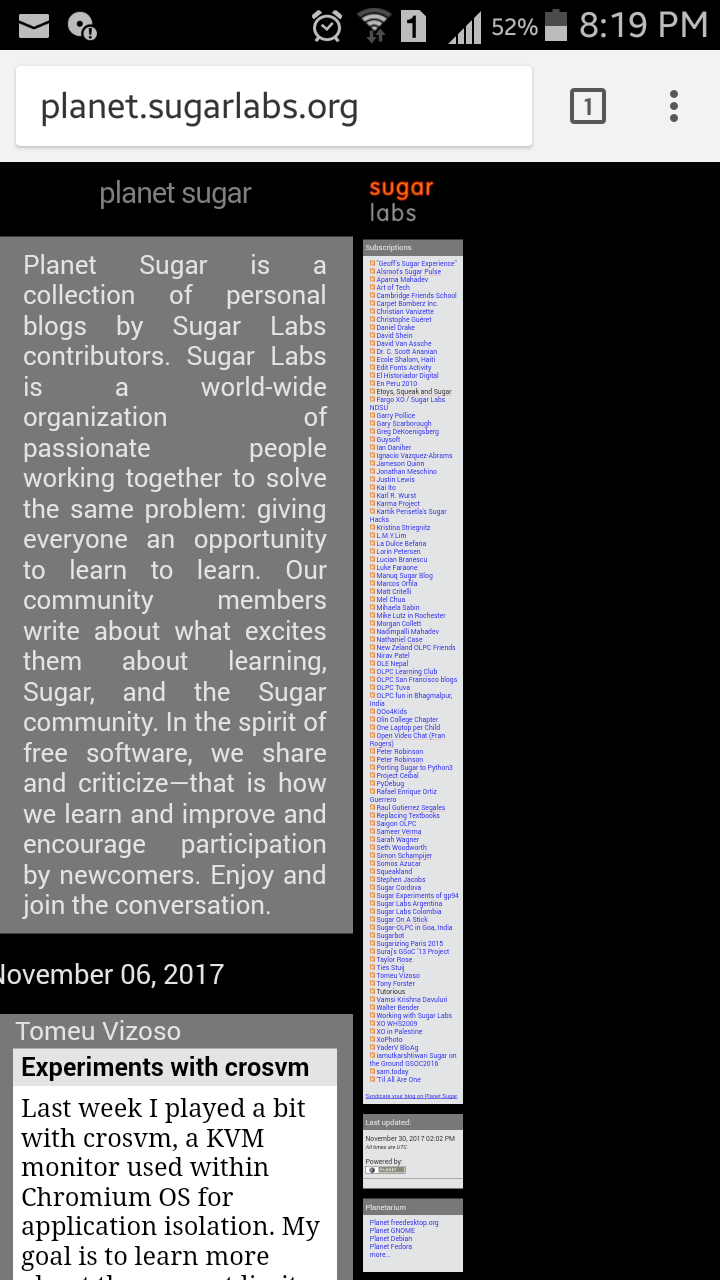 52% 8:19 PM
planet.sugarlabs.org
1
planet sugar
Planet Sugar is a
collection of personal
blogs by Sugar Labs
contributors. Sugar Labs
is a world-wide
organization of
passionate people
working together to solve
the same problem: giving
everyone an opportunity
to learn to learn. Our
community members
write about what excites
them about learning,
Sugar, and the Sugar
community. In the spirit of
free software, we share
and criticize—that is how
we learn and improve and
encourage participation
by newcomers. Enjoy and
join the conversation.
November 06, 2017
Tomeu Vizoso
Experiments with crosvm
Last week I played a bit
with crosvm, a KVM
monitor used within
Chromium OS for
application isolation. My
goal is to learn more
sugar
labs
Subscriptions
"Geoff's Sugar Experience"
Alsroot's Sugar Pulse
Aparna Mahadev
Art of Tech
Cambridge Friends School
Carpet Bomberz Inc.
Christian Vanizette
Christophe Guéret
Daniel Drake
David Shein
David Van Assche
Dr. C. Scott Ananian
Ecole Shalom, Haiti
Edit Fonts Activity
El Historiador Digital
En Peru 2010
Etoys, Squeak and Sugar
Fargo XO / Sugar Labs
NDSU
Garry Pollice
Gary Scarborough
Greg DeKoenigsberg
Guysoft
Ian Daniher
Ignacio Vazquez-Abrams
Jameson Quinn
Jonathan Meschino
Justin Lewis
Kai Ito
Karl R. Wurst
Karma Project
Kartik Perisetla's Sugar
Hacks
Kristina Striegnitz
L.M.Y.Lim
La Dulce Befana
Lorin Petersen
Lucian Branescu
Luke Faraone
Manuq Sugar Blog
Marcos Orfila
Matt Critelli
Mel Chua
Mihaela Sabin
Mike Lutz in Rochester
Morgan Collett
Nadimpalli Mahadev
Nathaniel Case
New Zeland OLPC Friends
Nirav Patel
OLE Nepal
OLPC Learning Club
OLPC San Francisco blogs
OLPC Tuva
OLPC fun in Bhagmalpur,
India
OOo4Kids
Olin College Chapter
One Laptop per Child
Open Video Chat (Fran
Rogers)
Peter Robinson
Peter Robinson
Porting Sugar to Python3
Project Ceibal
PyDebug
Rafael Enrique Ortiz
Guerrero
Raul Gutierrez Segales
Replacing Textbooks
Saigon OLPC
Sameer Verma
Sarah Wagner
Seth Woodworth
Simon Schampijer
Somos Azucar
Squeakland
Stephen Jacobs
Sugar Cordova
Sugar Experiments of gp94
Sugar Labs Argentina
Sugar Labs Colombia
Sugar On A Stick
Sugar-OLPC in Goa, India
Sugarbot
Sugarizing Paris 2015
Suraj's GSoC '13 Project
Taylor Rose
Ties Stuij
Tomeu Vizoso
Tony Forster
Tutorious
Vamsi Krishna Davuluri
Walter Bender
Working with Sugar Labs
XO WHS2009
XO in Palestine
XoPhoto
YaderV BloAg
iamutkarshtiwari Sugar on
the Ground GSOC2016
sam.today
'Til All Are One
Syndicate your blog on Planet Sugar
Last updated:
November 30, 2017 02:02 PM
All times are UTC.
Powered by:
Planetarium
Planet freedesktop.org
Planet GNOME
Planet Debian
Planet Fedora
more...